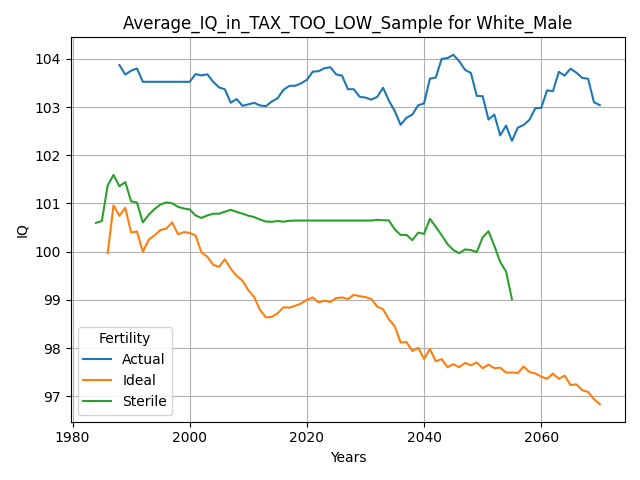 Average_IQ_in_TAX_TOO_LOW_Sample for White_Male
104
103
102
101
100
99
98
97
IQ
Fertility
Actual
Ideal
Sterile
1980
2000
2020
2040
2060
Years